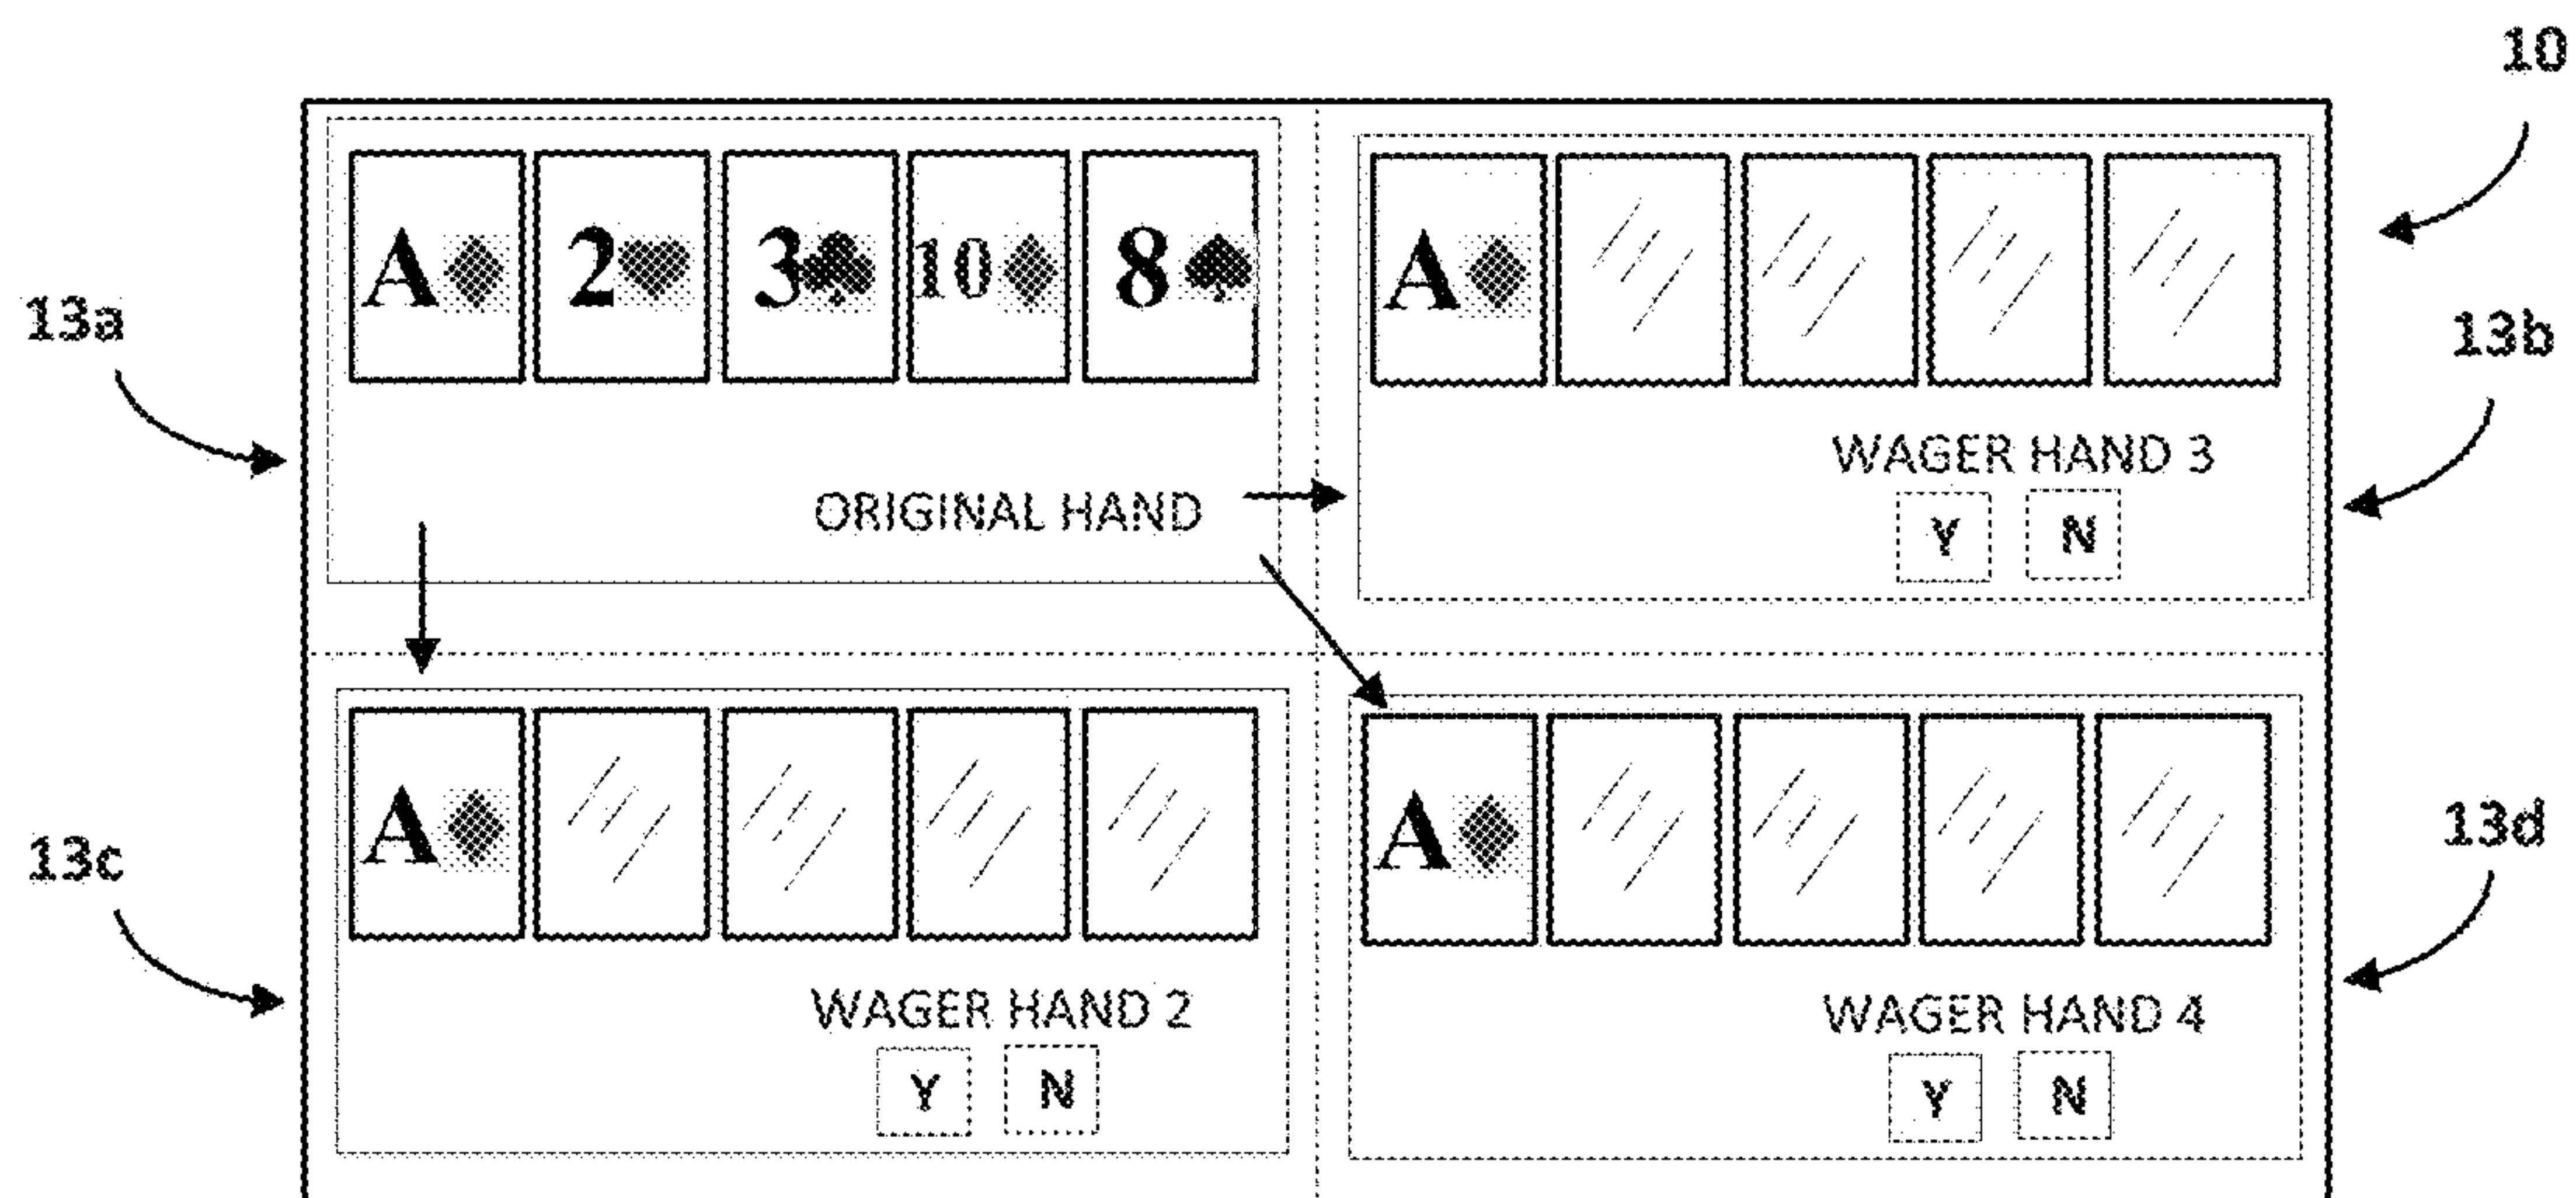 10
A 2 3 10 8
A
13a
13b
WAGER HAND 3
ORIGINAL HAND
Y N
A
A
13c
13d
WAGER HAND 2
WAGER HAND 4
Y N
Y N